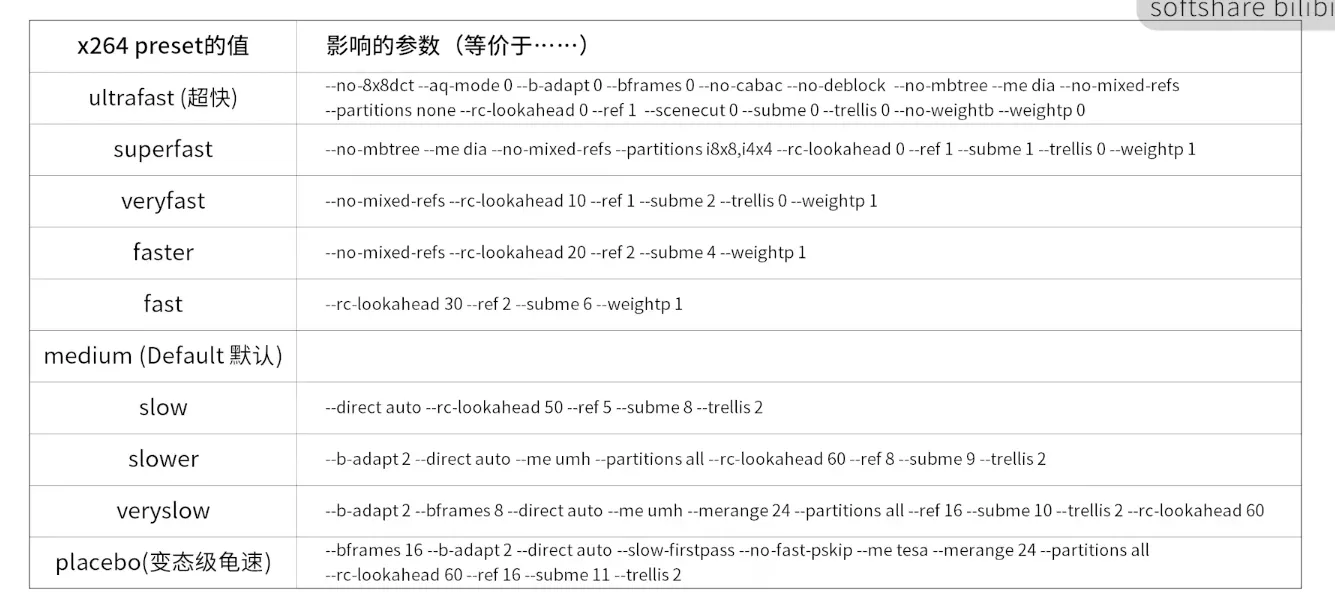 softshare bilibi
x264 preset的值
影响的参数（等价于……）
ultrafast (超快)
--no-8x8dct --aq-mode 0 --b-adapt 0 --bframes 0 --no-cabac --no-deblock --no-mbtree --me dia --no-mixed-refs
--partitions none --rc-lookahead 0 --ref 1 --scenecut 0 --subme 0 --trellis 0 --no-weightb --weightp 0
superfast
--no-mbtree --me dia --no-mixed-refs --partitions i8x8,i4x4 --rc-lookahead 0 --ref 1 --subme 1 --trellis 0 --weightp 1
veryfast
--no-mixed-refs --rc-lookahead 10 --ref 1 --subme 2 --trellis 0 --weightp 1
faster
--no-mixed-refs --rc-lookahead 20 --ref 2 --subme 4 --weightp 1
fast
--rc-lookahead 30 --ref 2 --subme 6 --weightp 1
medium (Default 默认)
slow
--direct auto --rc-lookahead 50 --ref 5 --subme 8 --trellis 2
slower
--b-adapt 2 --direct auto --me umh --partitions all --rc-lookahead 60 --ref 8 --subme 9 --trellis 2
veryslow
--b-adapt 2 --bframes 8 --direct auto --me umh --merange 24 --partitions all --ref 16 --subme 10 --trellis 2 --rc-lookahead 60
placebo(变态级龟速)
--bframes 16 --b-adapt 2 --direct auto --slow-firstpass --no-fast-pskip --me tesa --merange 24 --partitions all
--rc-lookahead 60 --ref 16 --subme 11 --trellis 2